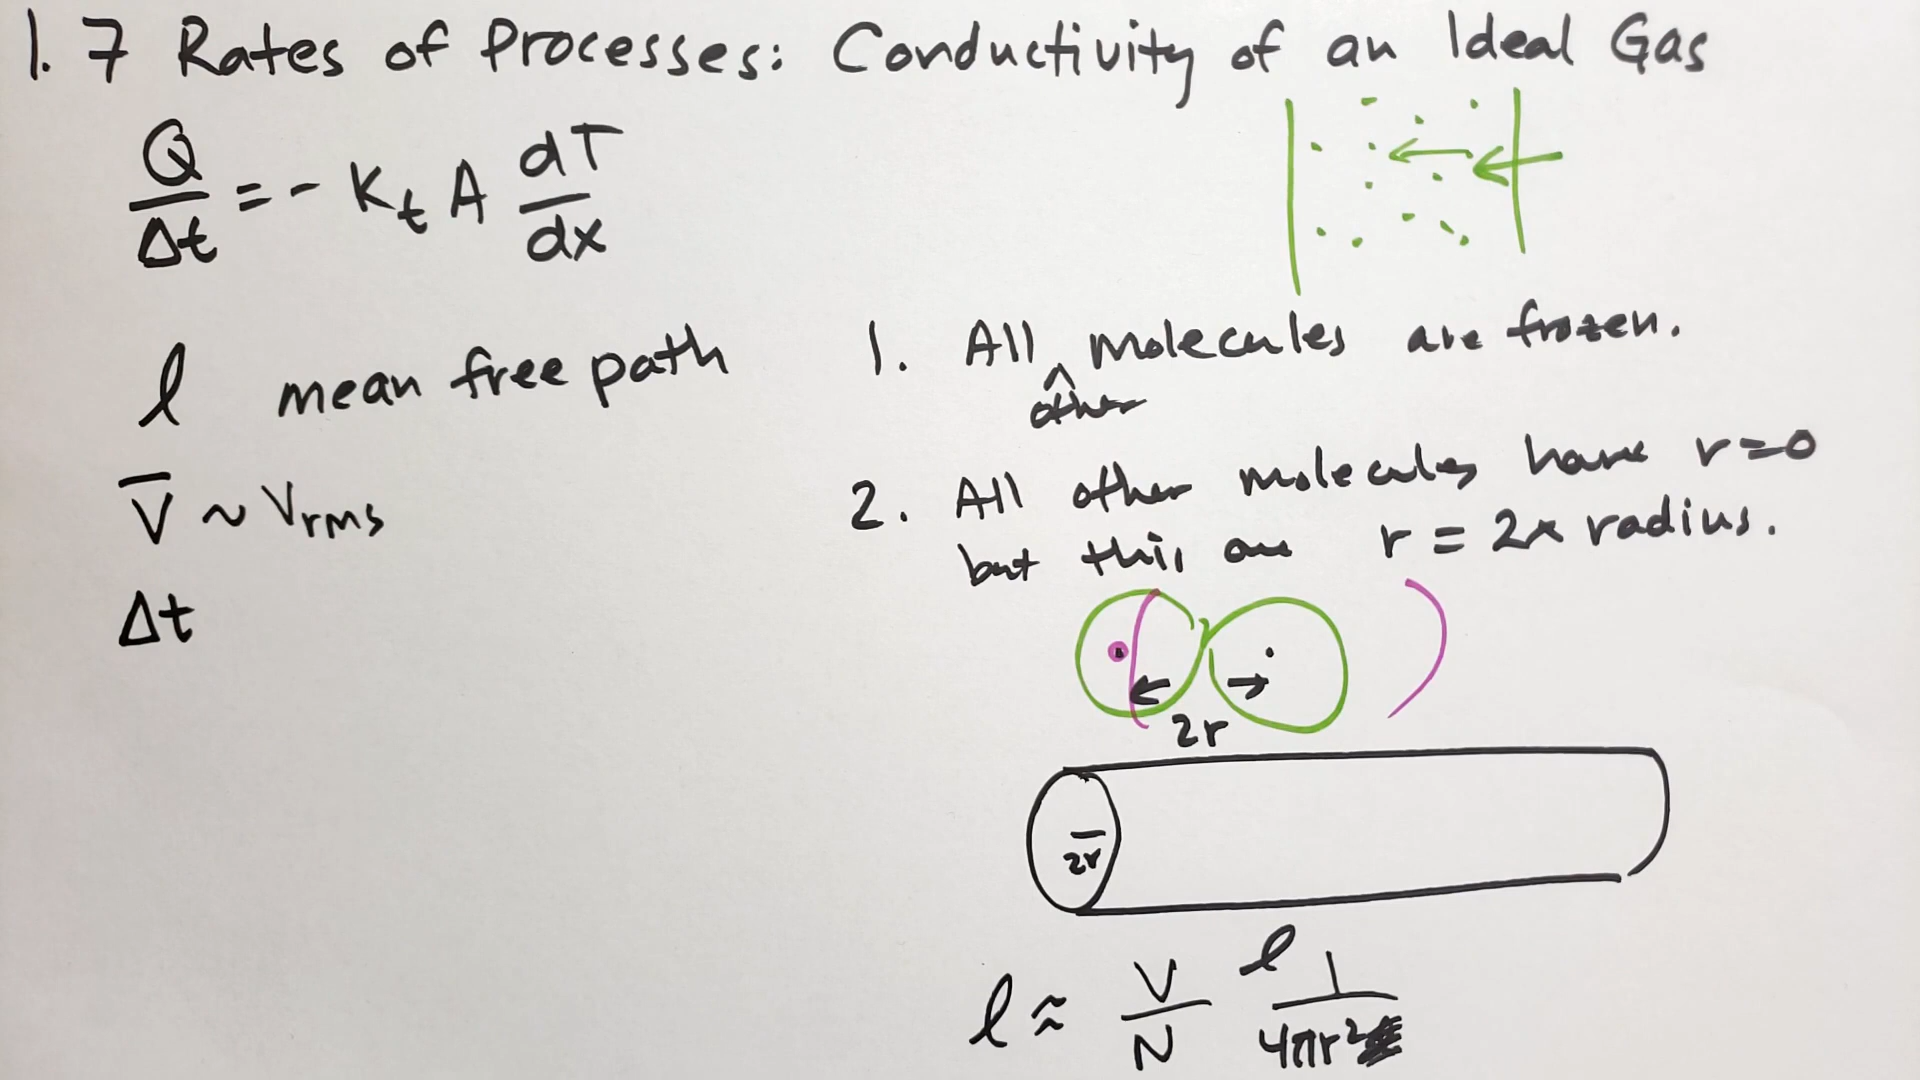 1.7 Rates of Processes: Conductivity of an Ideal Gas
Q/Δt = - Kt A dT/dx
l mean free path
V̅ ~ Vrms
Δt
1. All ^ molecules are frozen.
other
2. All other molecules have r=0
but this one r = 2x radius.
2r
2r
l
l ≈ V/N 1/4πr²